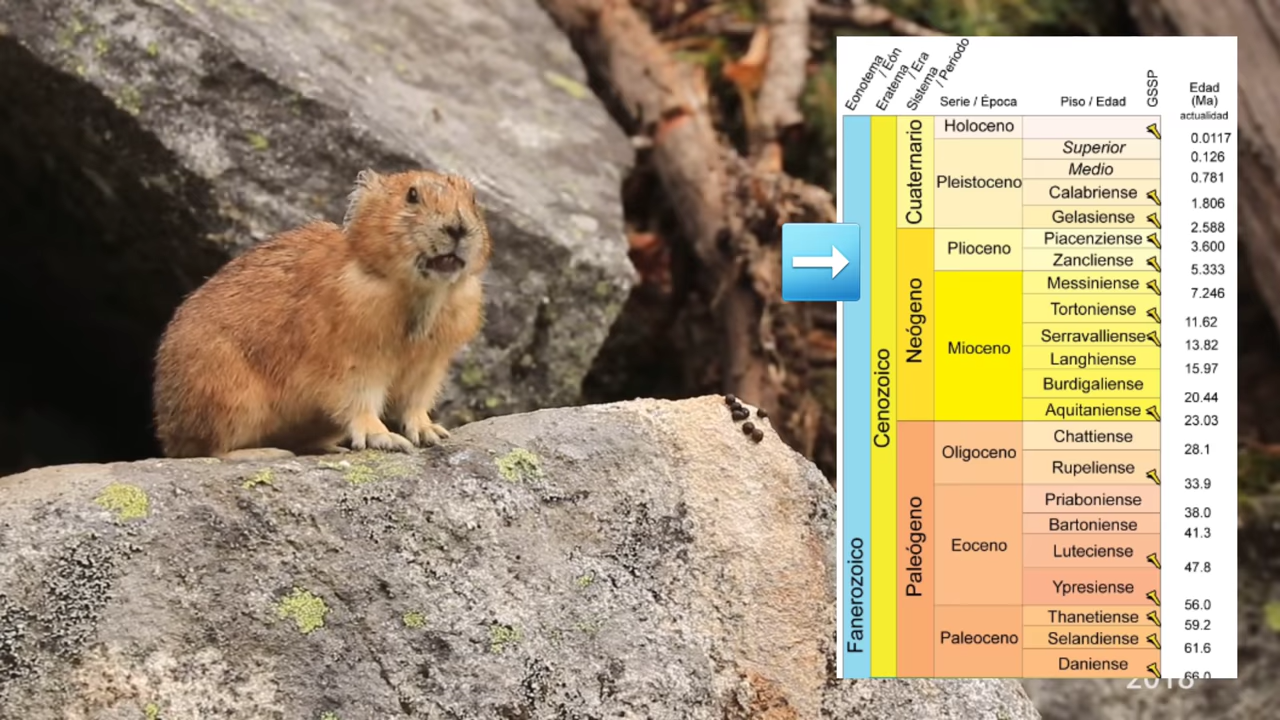 Eonotema / Eón
Eratema / Era
Sistema / Período
Serie / Época
Piso / Edad
GSSP
Edad
(Ma)
actualidad
Fanerozoico
Cenozoico
Cuaternario
Neógeno
Paleógeno
Holoceno
0.0117
Pleistoceno
Superior
0.126
Medio
0.781
Calabriense
1.806
Gelasiense
2.588
Plioceno
Piacenziense
3.600
Zancliense
5.333
Mioceno
Messiniense
7.246
Tortoniense
11.62
Serravalliense
13.82
Langhiense
15.97
Burdigaliense
20.44
Aquitaniense
23.03
Oligoceno
Chattiense
28.1
Rupeliense
33.9
Eoceno
Priaboniense
38.0
Bartoniense
41.3
Luteciense
47.8
Ypresiense
56.0
Paleoceno
Thanetiense
59.2
Selandiense
61.6
Daniense
66.0
2018